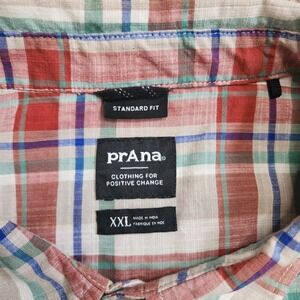 STANDARD FIT
prAna
CLOTHING FOR
POSITIVE CHANGE
XXL
MADE IN INDIA
FABRIQUÉ EN INDE